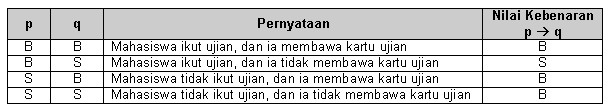 p q Pernyataan Nilai Kebenaran p → q
B B Mahasiswa ikut ujian, dan ia membawa kartu ujian B
B S Mahasiswa ikut ujian, dan ia tidak membawa kartu ujian S
S B Mahasiswa tidak ikut ujian, dan ia membawa kartu ujian B
S S Mahasiswa tidak ikut ujian, dan ia tidak membawa kartu ujian B